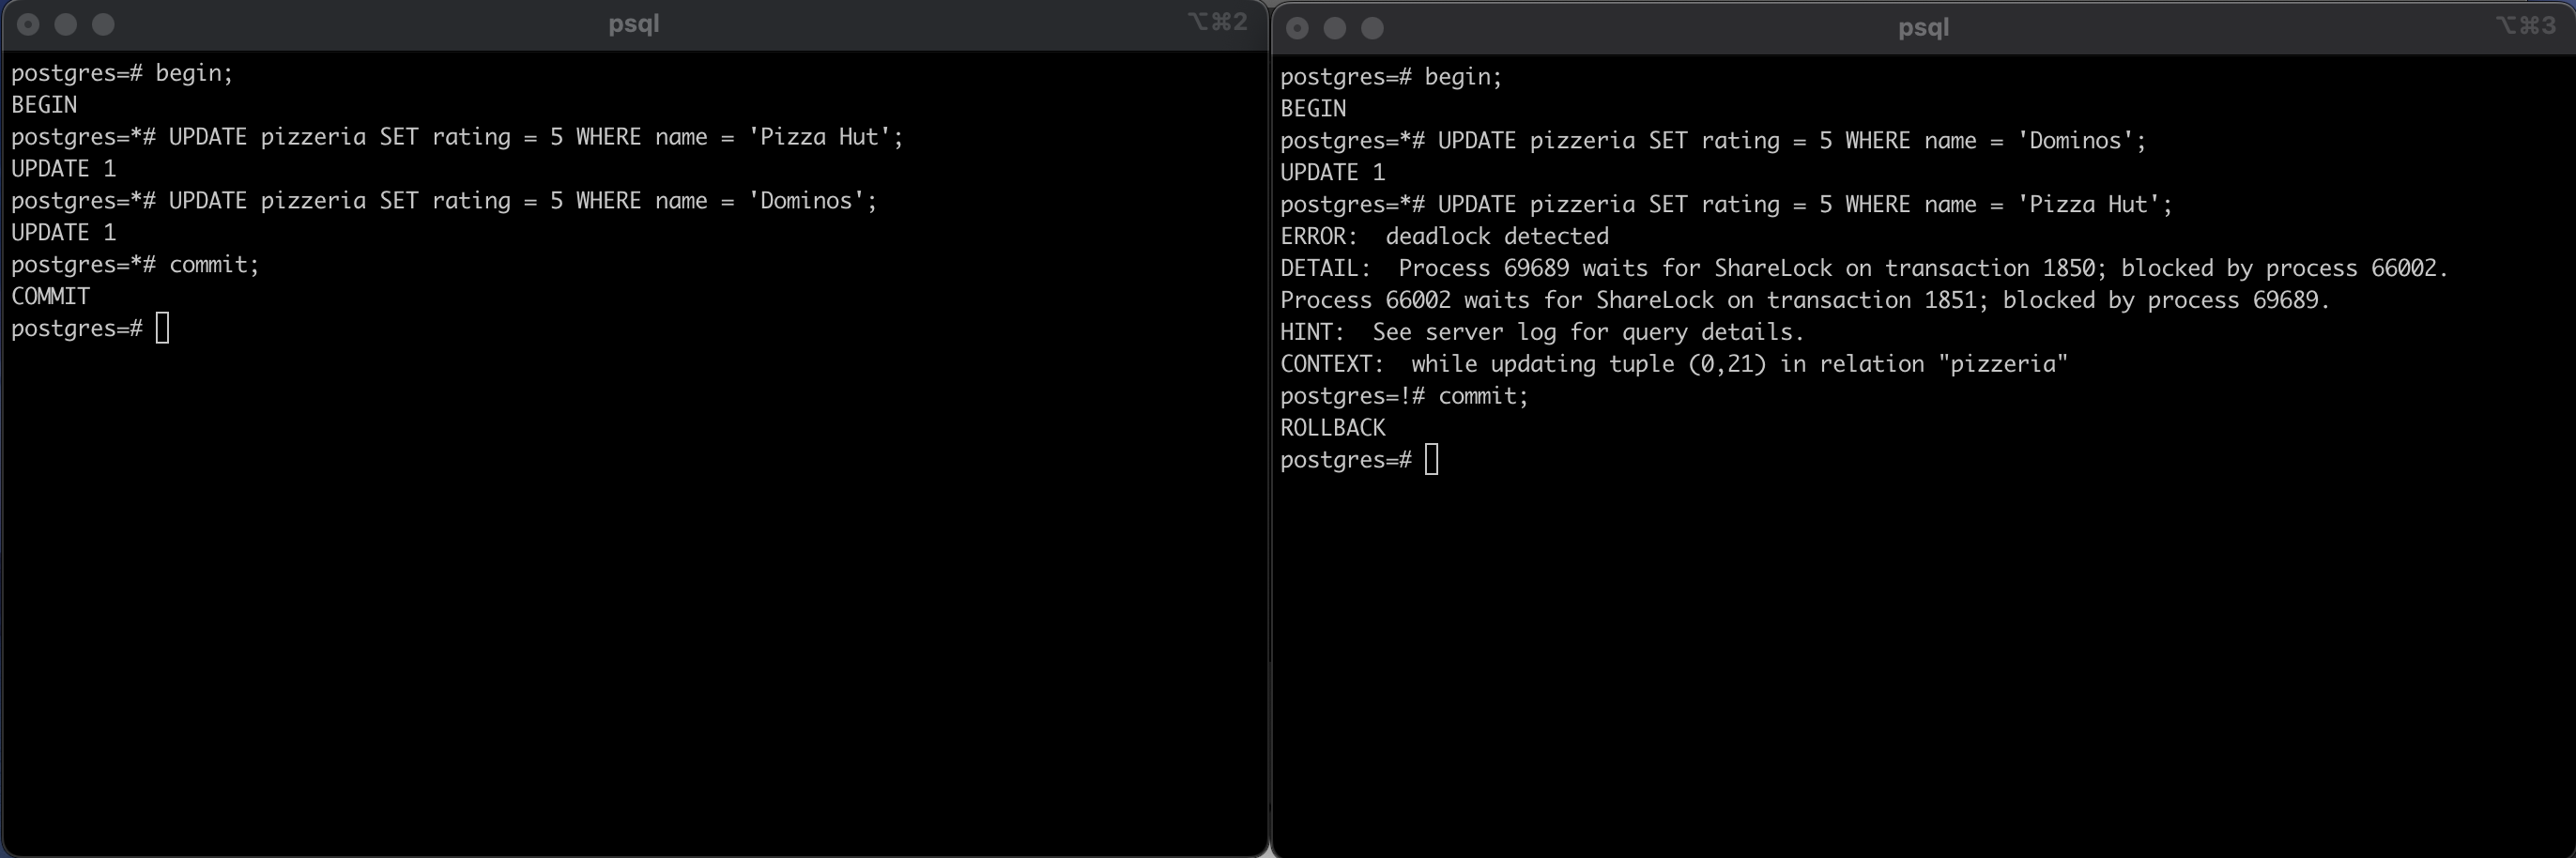 psql
⌥⌘2
postgres=# begin;
BEGIN
postgres=*# UPDATE pizzeria SET rating = 5 WHERE name = 'Pizza Hut';
UPDATE 1
postgres=*# UPDATE pizzeria SET rating = 5 WHERE name = 'Dominos';
UPDATE 1
postgres=*# commit;
COMMIT
postgres=#
psql
⌥⌘3
postgres=# begin;
BEGIN
postgres=*# UPDATE pizzeria SET rating = 5 WHERE name = 'Dominos';
UPDATE 1
postgres=*# UPDATE pizzeria SET rating = 5 WHERE name = 'Pizza Hut';
ERROR:  deadlock detected
DETAIL:  Process 69689 waits for ShareLock on transaction 1850; blocked by process 66002.
Process 66002 waits for ShareLock on transaction 1851; blocked by process 69689.
HINT:  See server log for query details.
CONTEXT:  while updating tuple (0,21) in relation "pizzeria"
postgres=!# commit;
ROLLBACK
postgres=#